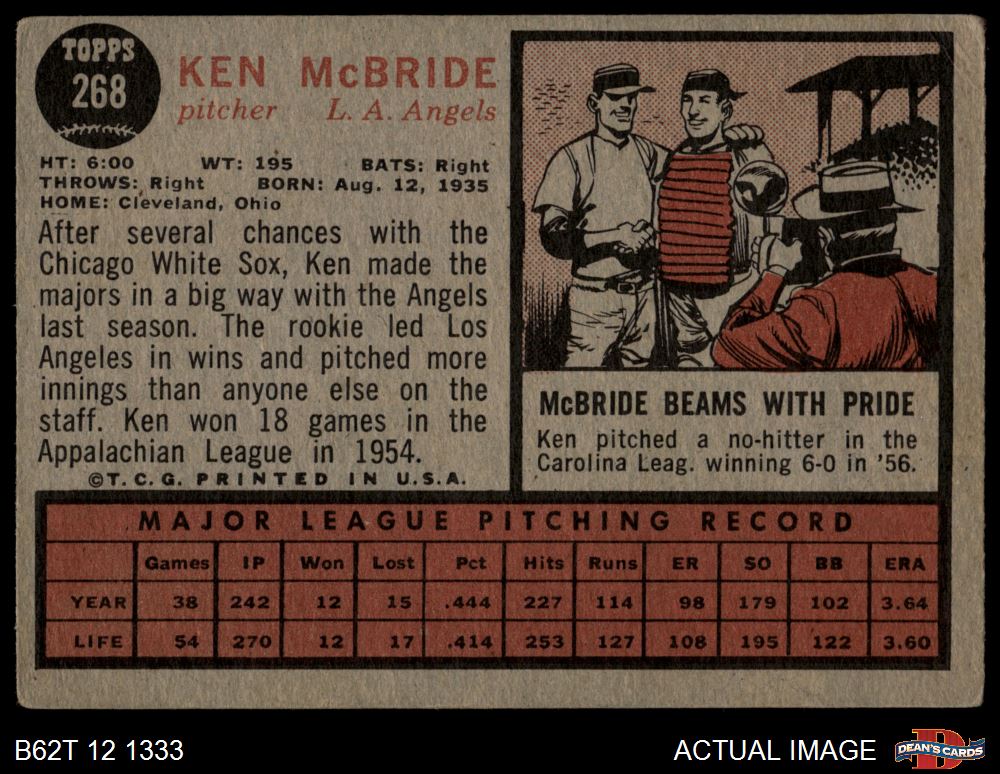 TOPPS
268
KEN McBRIDE
pitcher L. A. Angels
HT: 6:00 WT: 195 BATS: Right
THROWS: Right BORN: Aug. 12, 1935
HOME: Cleveland, Ohio
After several chances with the
Chicago White Sox, Ken made the
majors in a big way with the Angels
last season. The rookie led Los
Angeles in wins and pitched more
innings than anyone else on the
staff. Ken won 18 games in the
Appalachian League in 1954.
©T. C. G. PRINTED IN U.S.A.
McBRIDE BEAMS WITH PRIDE
Ken pitched a no-hitter in the
Carolina Leag. winning 6-0 in '56.
MAJOR LEAGUE PITCHING RECORD
Games IP Won Lost Pct Hits Runs ER SO BB ERA
YEAR 38 242 12 15 .444 227 114 98 179 102 3.64
LIFE 54 270 12 17 .414 253 127 108 195 122 3.60
B62T 12 1333 ACTUAL IMAGE DEAN'S CARDS